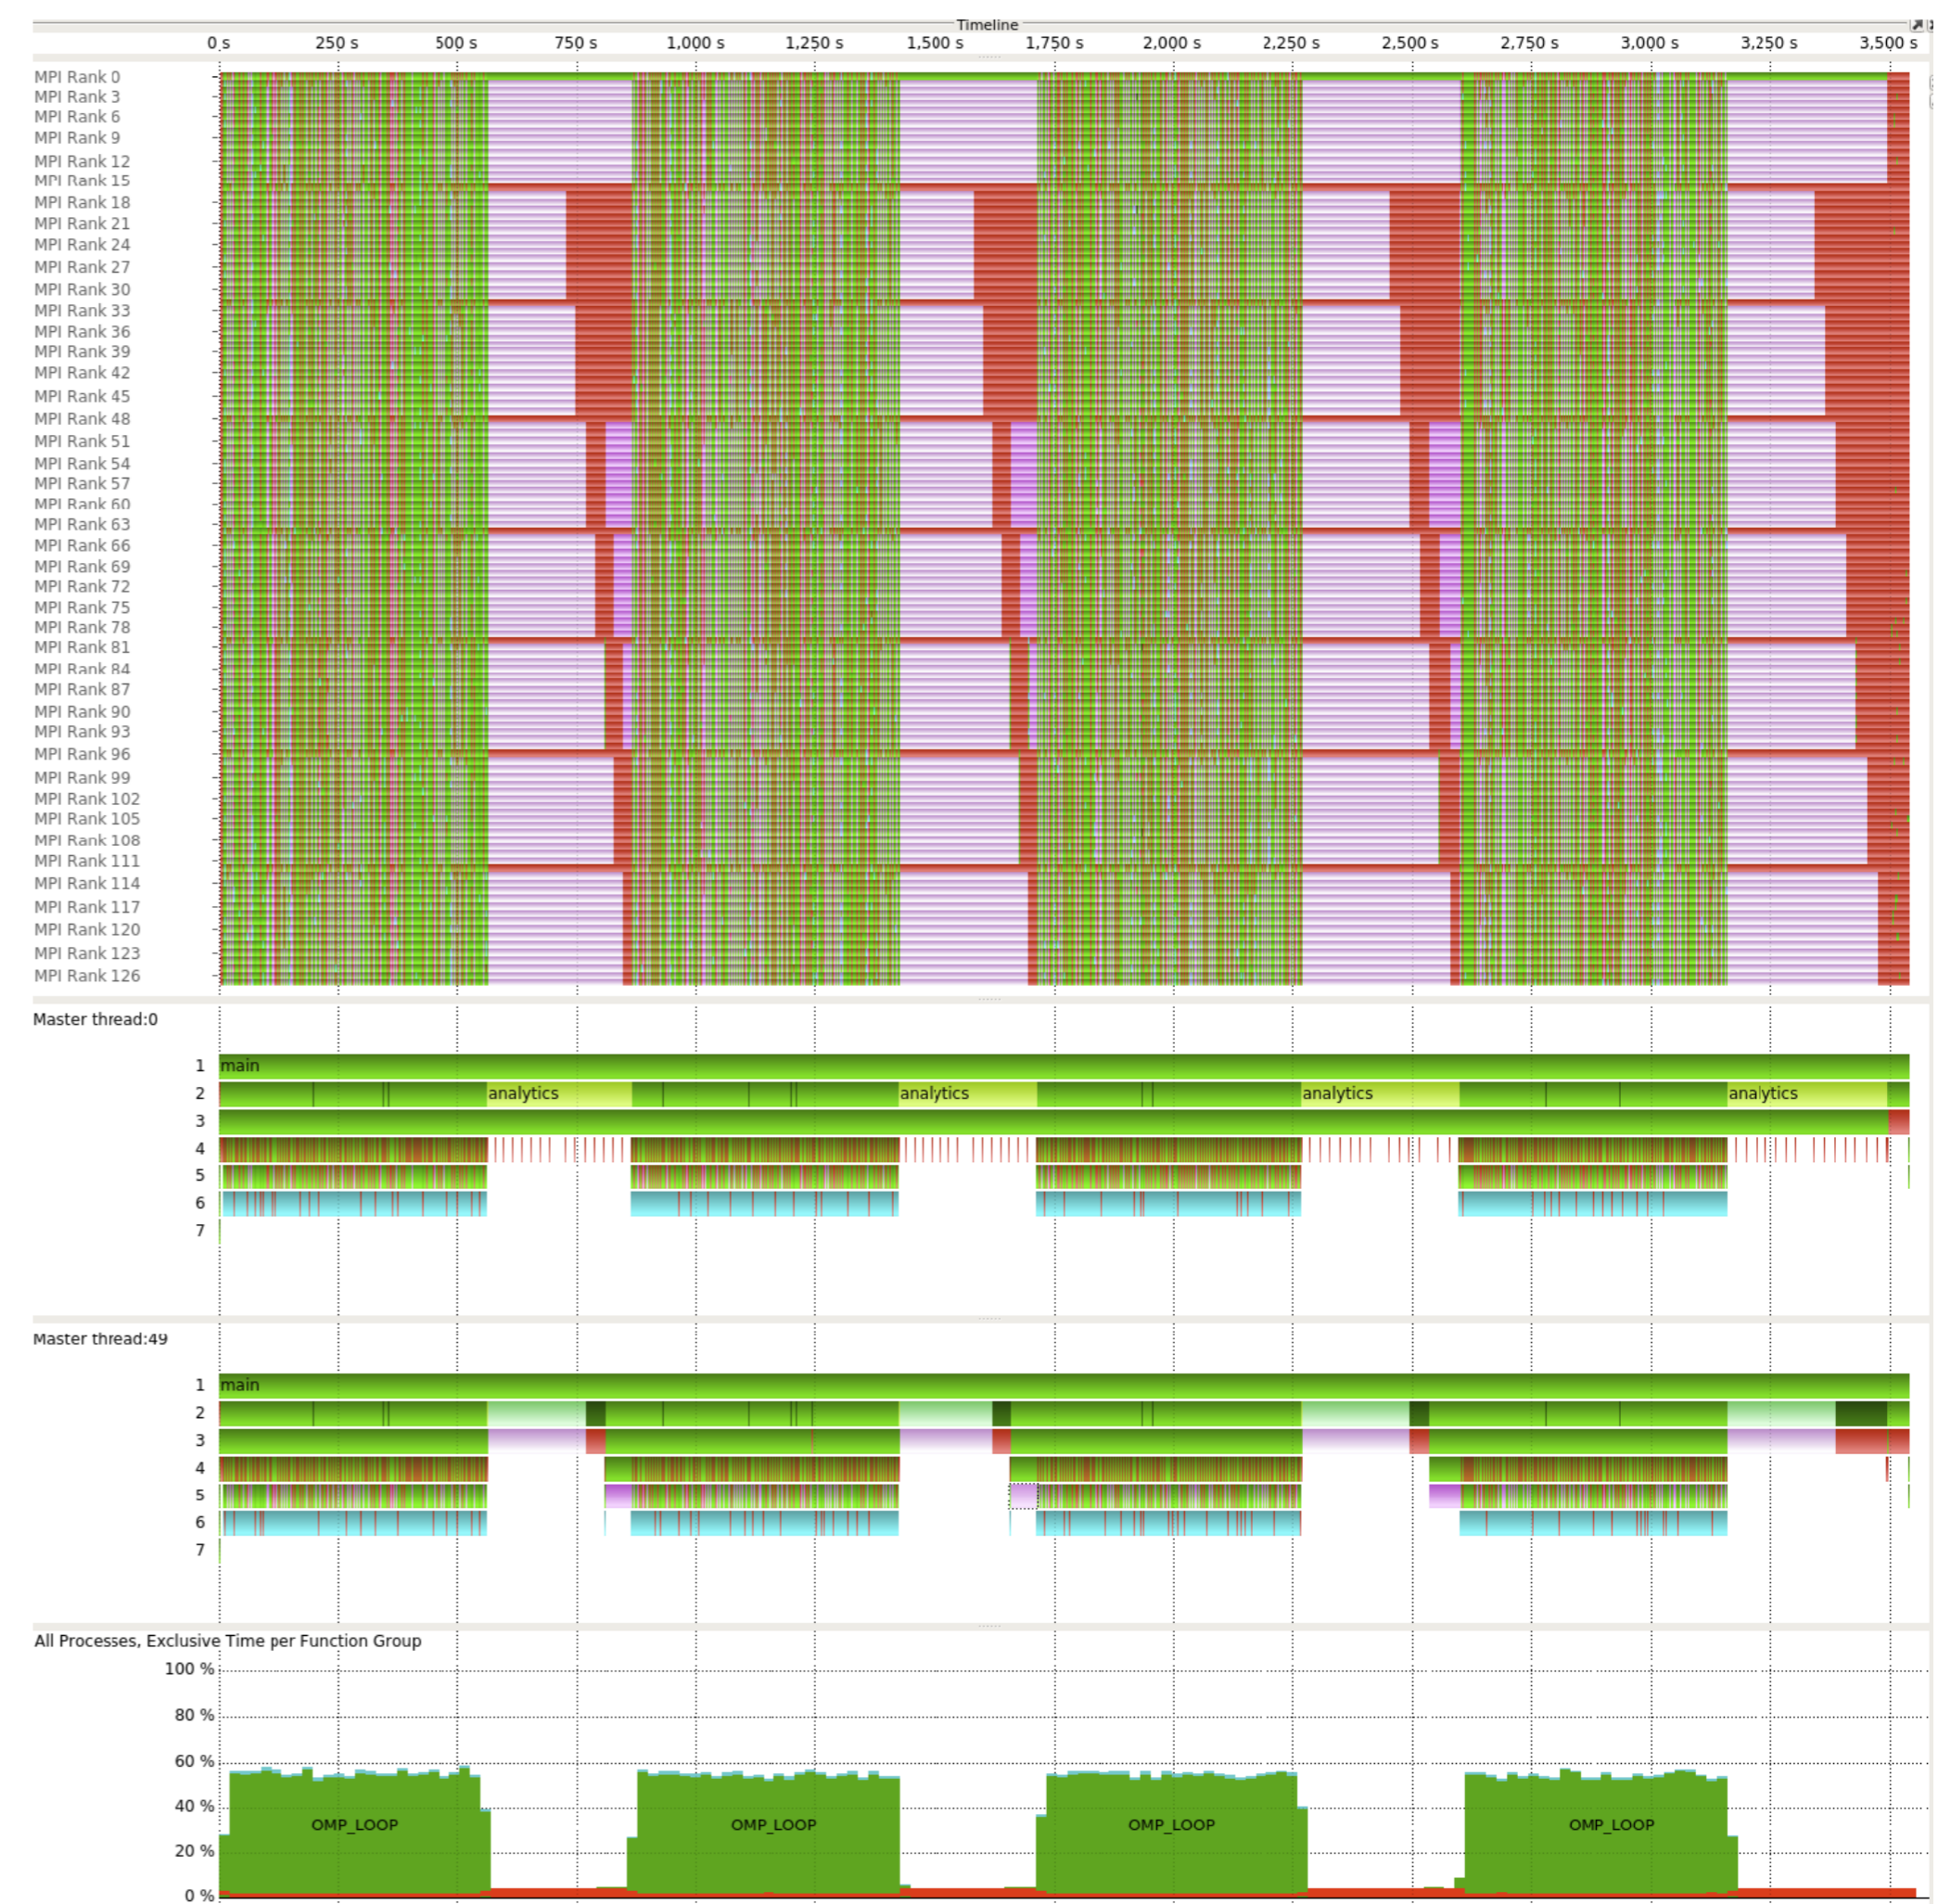 Timeline
0 s 250 s 500 s 750 s 1,000 s 1,250 s 1,500 s 1,750 s 2,000 s 2,250 s 2,500 s 2,750 s 3,000 s 3,250 s 3,500 s
MPI Rank 0
MPI Rank 3
MPI Rank 6
MPI Rank 9
MPI Rank 12
MPI Rank 15
MPI Rank 18
MPI Rank 21
MPI Rank 24
MPI Rank 27
MPI Rank 30
MPI Rank 33
MPI Rank 36
MPI Rank 39
MPI Rank 42
MPI Rank 45
MPI Rank 48
MPI Rank 51
MPI Rank 54
MPI Rank 57
MPI Rank 60
MPI Rank 63
MPI Rank 66
MPI Rank 69
MPI Rank 72
MPI Rank 75
MPI Rank 78
MPI Rank 81
MPI Rank 84
MPI Rank 87
MPI Rank 90
MPI Rank 93
MPI Rank 96
MPI Rank 99
MPI Rank 102
MPI Rank 105
MPI Rank 108
MPI Rank 111
MPI Rank 114
MPI Rank 117
MPI Rank 120
MPI Rank 123
MPI Rank 126
Master thread:0
1 main
2 analytics analytics analytics analytics
3
4
5
6
7
Master thread:49
1 main
2
3
4
5
6
7
All Processes, Exclusive Time per Function Group
100 %
80 %
60 %
40 %
OMP_LOOP OMP_LOOP OMP_LOOP OMP_LOOP
20 %
0 %